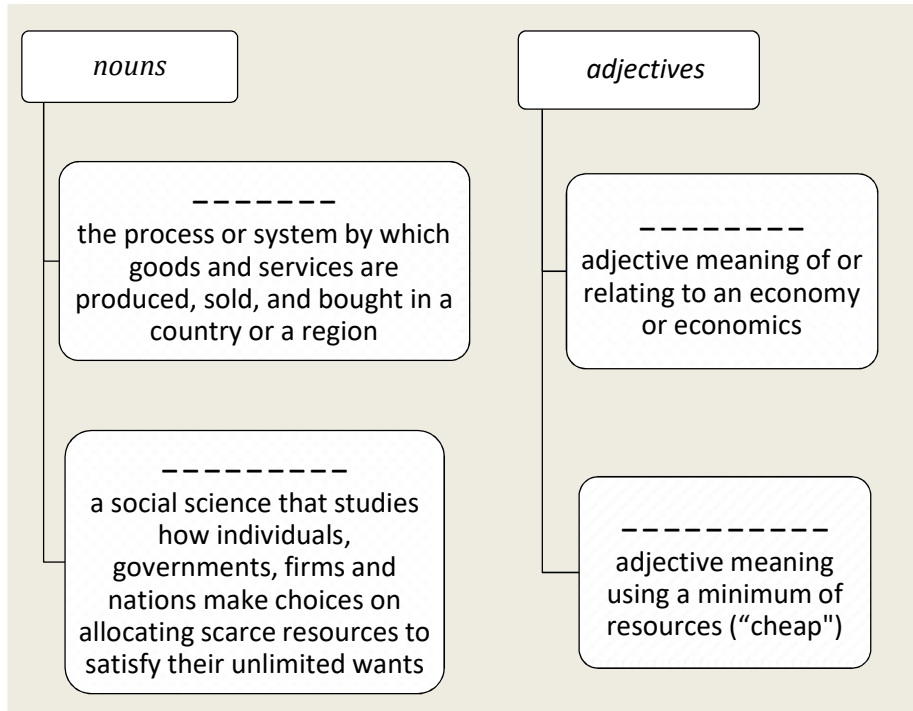 nouns
_ _ _ _ _ _ _
the process or system by which
goods and services are
produced, sold, and bought in a
country or a region
_ _ _ _ _ _ _ _ _
a social science that studies
how individuals,
governments, firms and
nations make choices on
allocating scarce resources to
satisfy their unlimited wants
adjectives
_ _ _ _ _ _ _ _
adjective meaning of or
relating to an economy
or economics
_ _ _ _ _ _ _ _ _ _
adjective meaning
using a minimum of
resources (“cheap")